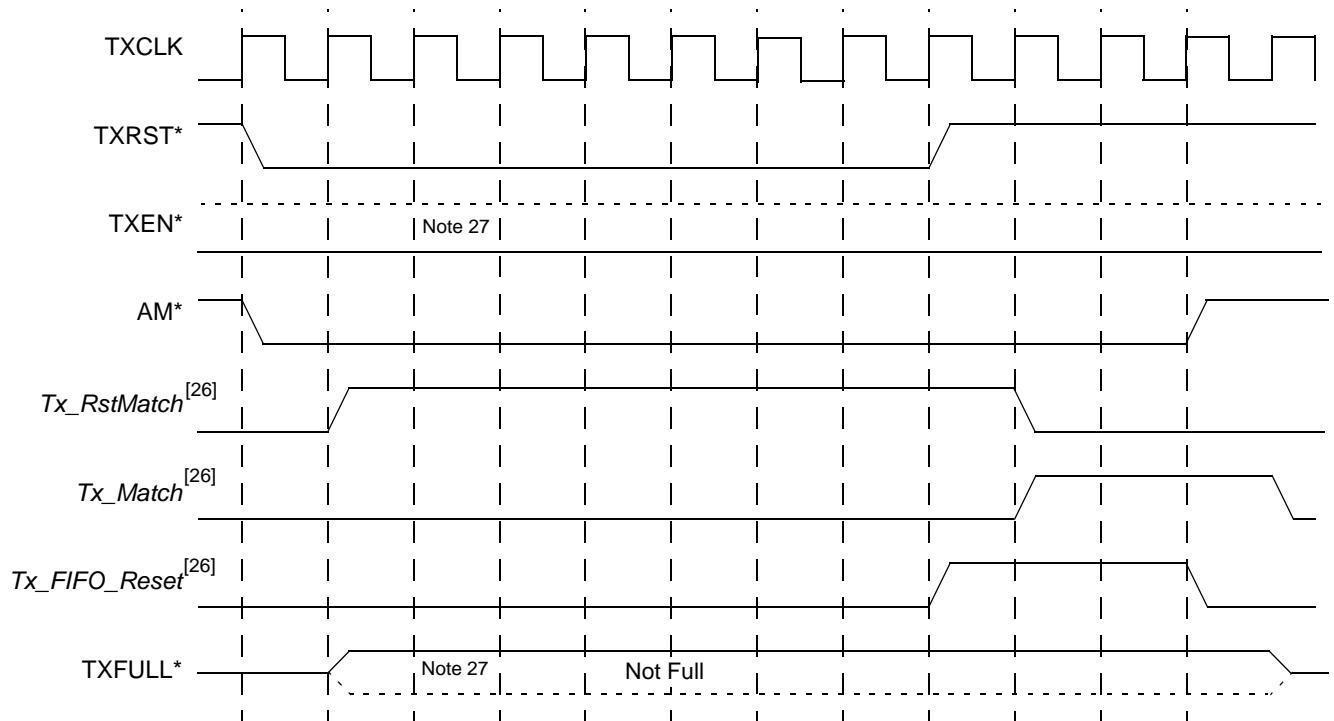 TXCLK
TXRST*
TXEN*
Note 27
AM*
Tx_RstMatch[26]
Tx_Match[26]
Tx_FIFO_Reset[26]
TXFULL*
Note 27
Not Full